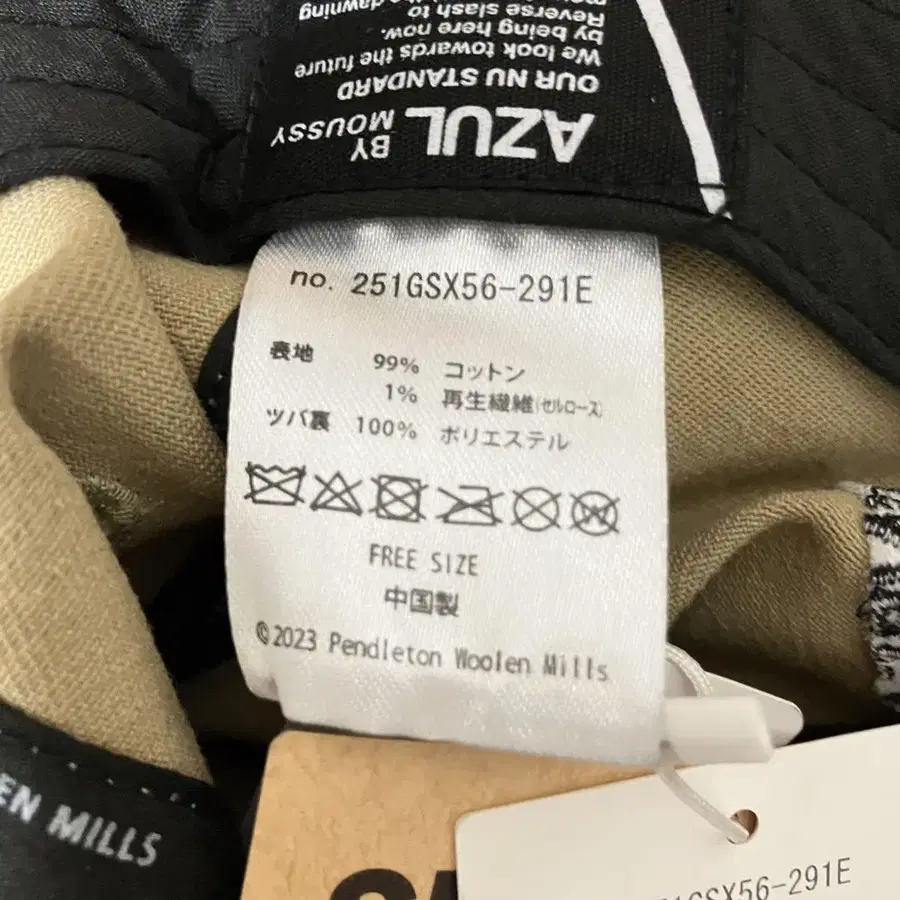 AZUL
BY
MOUSSY
OUR NU STANDARD
We look towards the future
by being here now.
Reverse slash to
dawning
no. 251GSX56-291E
表地 99% コットン
1% 再生繊維(セルロース)
ツバ裏 100% ポリエステル
FREE SIZE
中国製
©2023 Pendleton Woolen Mills
EN MILLS
1GSX56-291E